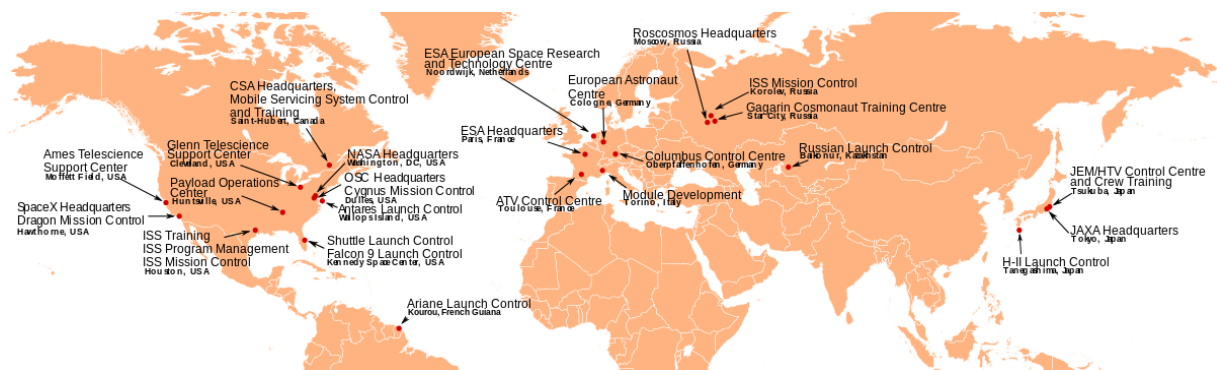 Roscosmos Headquarters
Moscow, Russia
ESA European Space Research
and Technology Centre
Noordwijk, Netherlands
European Astronaut
Centre
Cologne, Germany
ISS Mission Control
Korolev, Russia
Gagarin Cosmonaut Training Centre
Star City, Russia
CSA Headquarters,
Mobile Servicing System Control
and Training
Saint-Hubert, Canada
ESA Headquarters
Paris, France
Glenn Telescience
Support Center
Cleveland, USA
NASA Headquarters
Washington, DC, USA
Ames Telescience
Support Center
Moffett Field, USA
Columbus Control Centre
Oberpfaffenhofen, Germany
Russian Launch Control
Baikonur, Kazakhstan
OSC Headquarters
Cygnus Mission Control
Dulles, USA
Payload Operations
Center
Huntsville, USA
JEM/HTV Control Centre
and Crew Training
Tsukuba, Japan
Module Development
Torino, Italy
ATV Control Centre
Toulouse, France
Antares Launch Control
Wallops Island, USA
SpaceX Headquarters
Dragon Mission Control
Hawthorne, USA
ISS Training
ISS Program Management
ISS Mission Control
Houston, USA
Shuttle Launch Control
Falcon 9 Launch Control
Kennedy Space Center, USA
JAXA Headquarters
Tokyo, Japan
H-II Launch Control
Tanegashima, Japan
Ariane Launch Control
Kourou, French Guiana